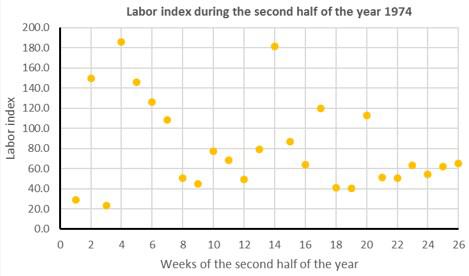 Labor index during the second half of the year 1974
200.0
180.0
160.0
140.0
120.0
100.0
80.0
60.0
40.0
20.0
0.0
Labor index
0 2 4 6 8 10 12 14 16 18 20 22 24 26
Weeks of the second half of the year